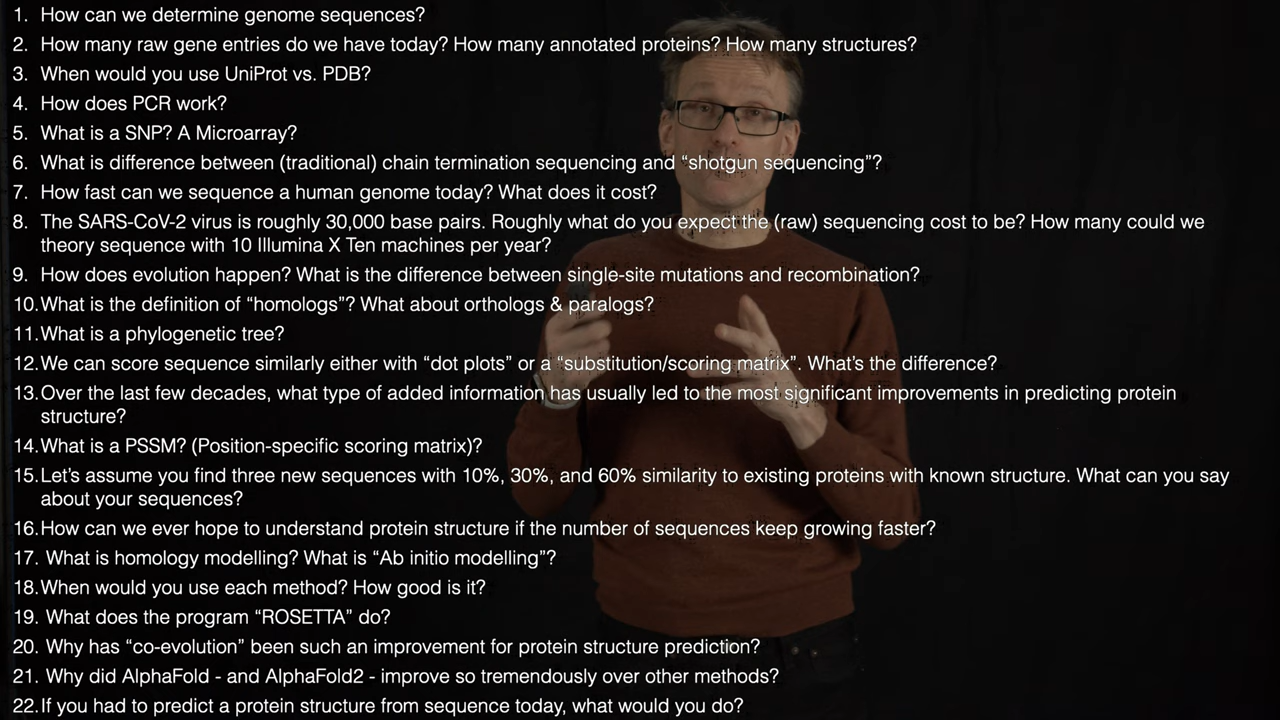 1. How can we determine genome sequences?
2. How many raw gene entries do we have today? How many annotated proteins? How many structures?
3. When would you use UniProt vs. PDB?
4. How does PCR work?
5. What is a SNP? A Microarray?
6. What is difference between (traditional) chain termination sequencing and “shotgun sequencing”?
7. How fast can we sequence a human genome today? What does it cost?
8. The SARS-CoV-2 virus is roughly 30,000 base pairs. Roughly what do you expect the (raw) sequencing cost to be? How many could we
theory sequence with 10 Illumina X Ten machines per year?
9. How does evolution happen? What is the difference between single-site mutations and recombination?
10. What is the definition of “homologs”? What about orthologs & paralogs?
11. What is a phylogenetic tree?
12. We can score sequence similarly either with “dot plots” or a “substitution/scoring matrix”. What’s the difference?
13. Over the last few decades, what type of added information has usually led to the most significant improvements in predicting protein
structure?
14. What is a PSSM? (Position-specific scoring matrix)?
15. Let’s assume you find three new sequences with 10%, 30%, and 60% similarity to existing proteins with known structure. What can you say
about your sequences?
16. How can we ever hope to understand protein structure if the number of sequences keep growing faster?
17. What is homology modelling? What is “Ab initio modelling”?
18. When would you use each method? How good is it?
19. What does the program “ROSETTA” do?
20. Why has “co-evolution” been such an improvement for protein structure prediction?
21. Why did AlphaFold - and AlphaFold2 - improve so tremendously over other methods?
22. If you had to predict a protein structure from sequence today, what would you do?